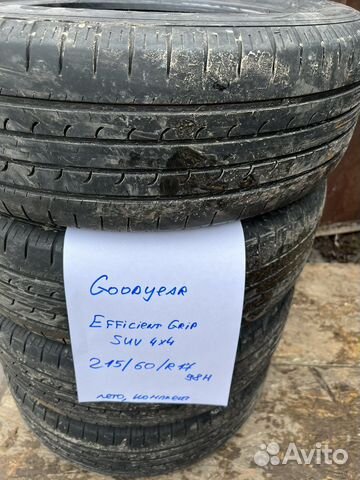 Goodyear
Efficient Grip
SUV 4x4
215/60/R17
98H
лето, комплект
Avito